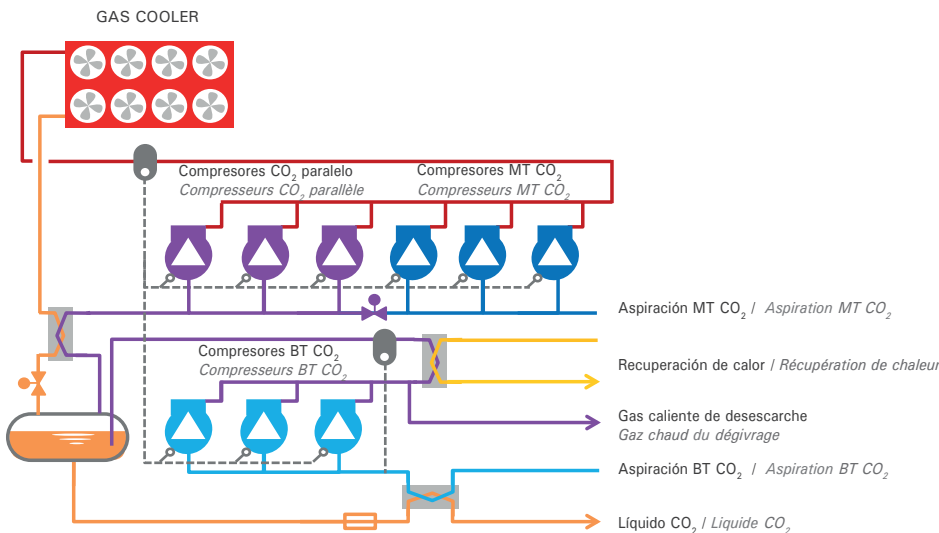 GAS COOLER
Compresores CO₂ paralelo
Compresseurs CO₂ parallèle
Compresores MT CO₂
Compresseurs MT CO₂
Aspiración MT CO₂ / Aspiration MT CO₂
Compresores BT CO₂
Compresseurs BT CO₂
Recuperación de calor / Récupération de chaleur
Gas caliente de desescarche
Gaz chaud du dégivrage
Aspiración BT CO₂ / Aspiration BT CO₂
Líquido CO₂ / Liquide CO₂